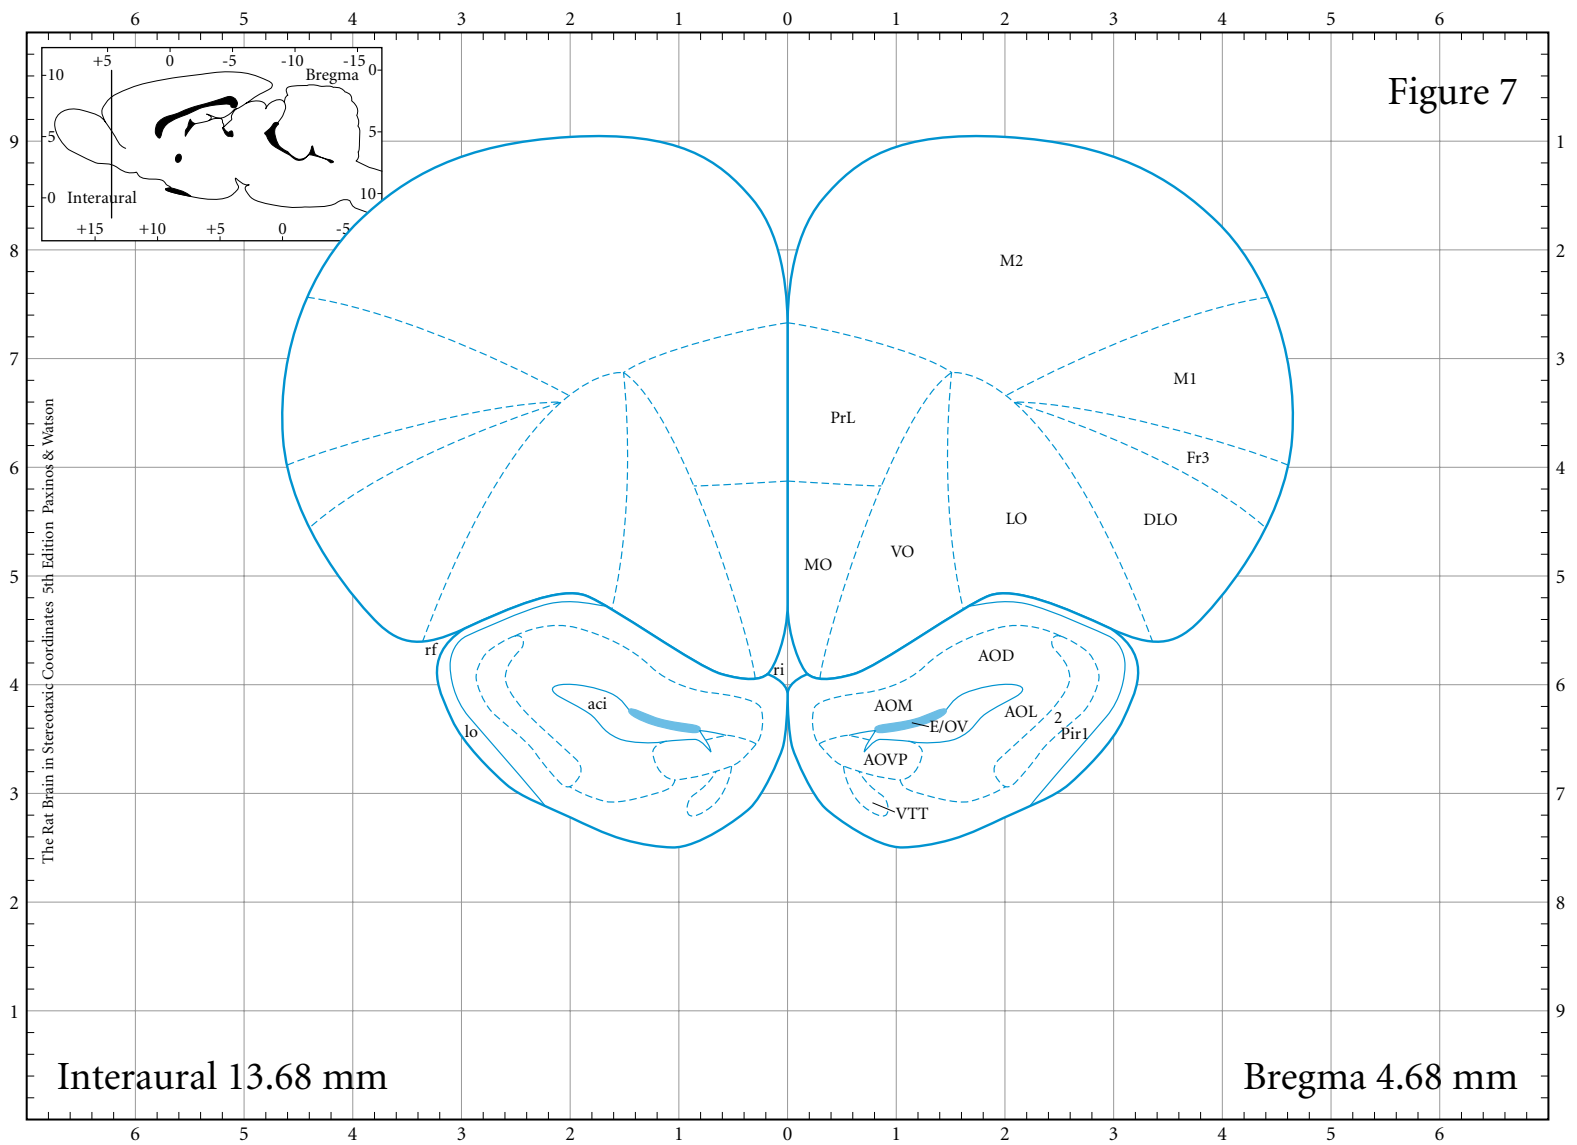 6 5 4 3 2 1 0 1 2 3 4 5 6
+5 0 -5 -10 -15
Bregma 0
10
Figure 7
5 5
9 1
0 Interaural 10
+15 +10 +5 0 -5
8 2
M2
7 3
M1
PrL
Fr3
6 4
LO DLO
VO
MO
5 5
rf ri AOD
4 6
aci AOM AOL
2
E/OV
lo Pir1
AOVP
3 7
VTT
2 8
1 9
The Rat Brain in Stereotaxic Coordinates 5th Edition Paxinos & Watson
Interaural 13.68 mm Bregma 4.68 mm
6 5 4 3 2 1 0 1 2 3 4 5 6